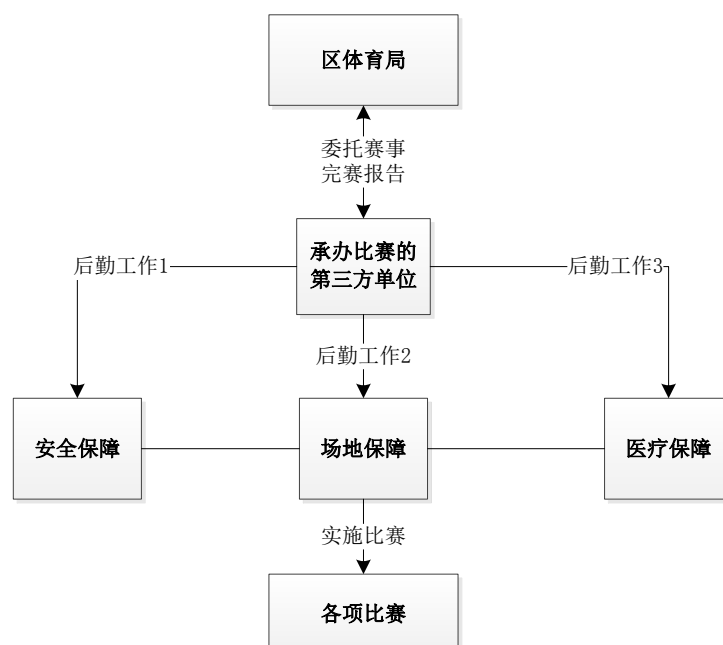 区体育局
委托赛事
完赛报告
承办比赛的
第三方单位
后勤工作1
后勤工作3
后勤工作2
安全保障
场地保障
医疗保障
实施比赛
各项比赛